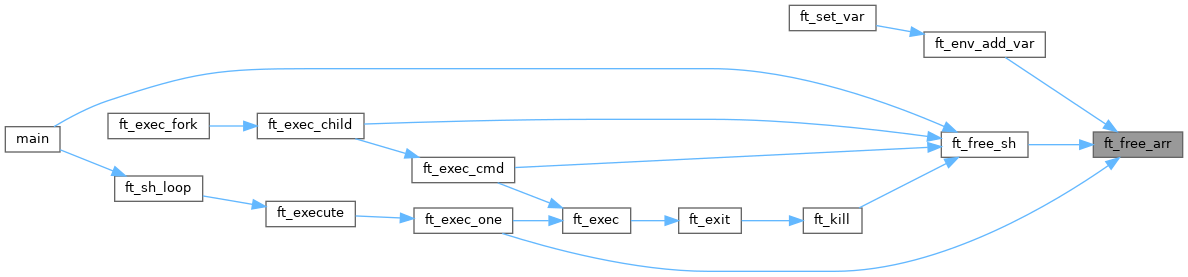 ft_set_var
ft_env_add_var
main
ft_exec_fork
ft_exec_child
ft_free_sh
ft_free_arr
ft_exec_cmd
ft_sh_loop
ft_execute
ft_exec_one
ft_exec
ft_exit
ft_kill